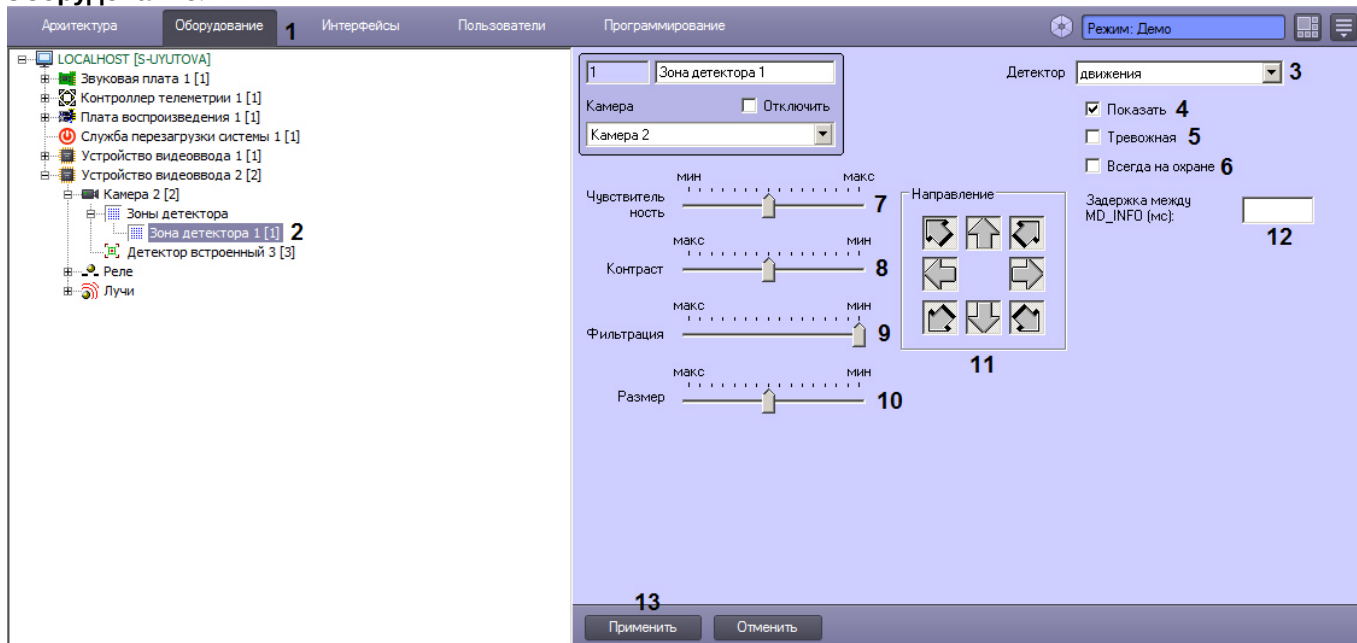 Архитектура Оборудование 1 Интерфейсы Пользователи Программирование Режим: Демо
LOCALHOST [S-UYUTOVA]
Звуковая плата 1 [1]
Контроллер телеметрии 1 [1]
Плата воспроизведения 1 [1]
Служба перезагрузки системы 1 [1]
Устройство видеоввода 1 [1]
Устройство видеоввода 2 [2]
Камера 2 [2]
Зоны детектора
Зона детектора 1 [1] 2
Детектор встроенный 3 [3]
Реле
Лучи
1 Зона детектора 1
Камера Отключить
Камера 2
Детектор движения 3
Показать 4
Тревожная 5
Всегда на охране 6
Задержка между
MD_INFO (мс):
12
мин макс
Чувствитель
ность
7
макс мин
Контраст 8
макс мин
Фильтрация 9
макс мин
Размер 10
Направление
11
13
Применить Отменить